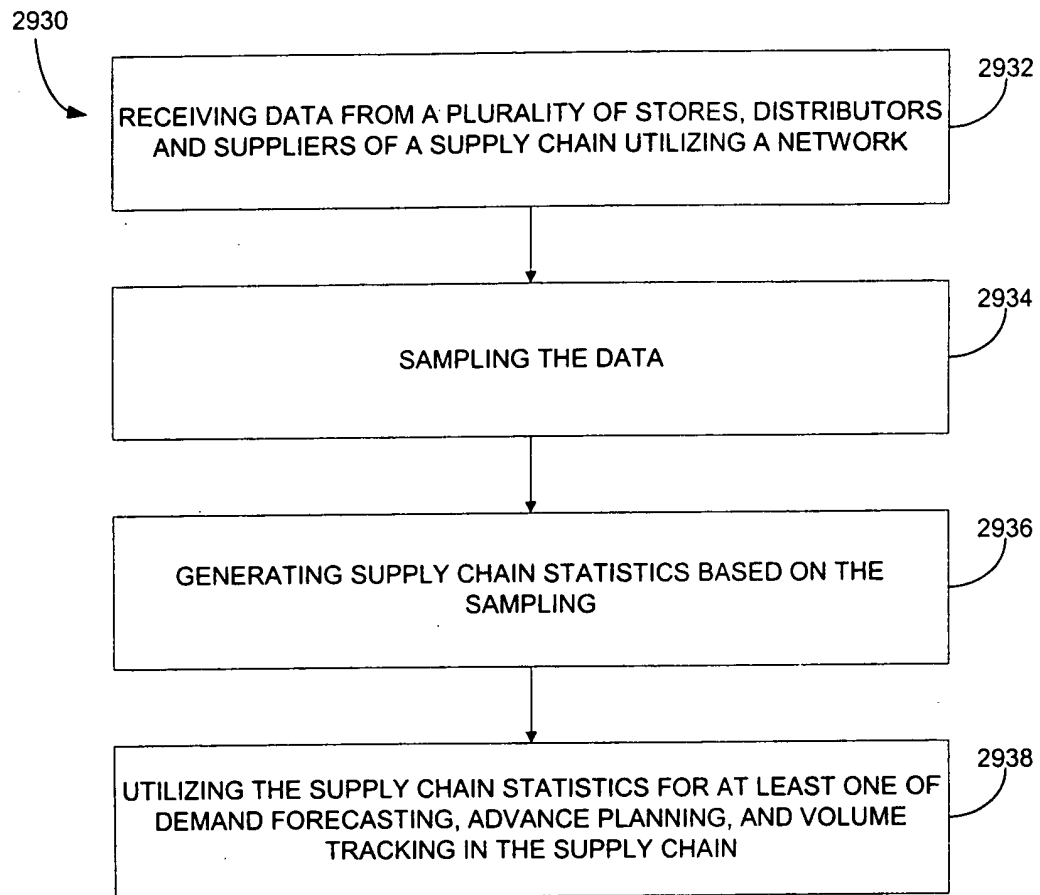 2930
2932
RECEIVING DATA FROM A PLURALITY OF STORES, DISTRIBUTORS
AND SUPPLIERS OF A SUPPLY CHAIN UTILIZING A NETWORK
2934
SAMPLING THE DATA
2936
GENERATING SUPPLY CHAIN STATISTICS BASED ON THE
SAMPLING
2938
UTILIZING THE SUPPLY CHAIN STATISTICS FOR AT LEAST ONE OF
DEMAND FORECASTING, ADVANCE PLANNING, AND VOLUME
TRACKING IN THE SUPPLY CHAIN